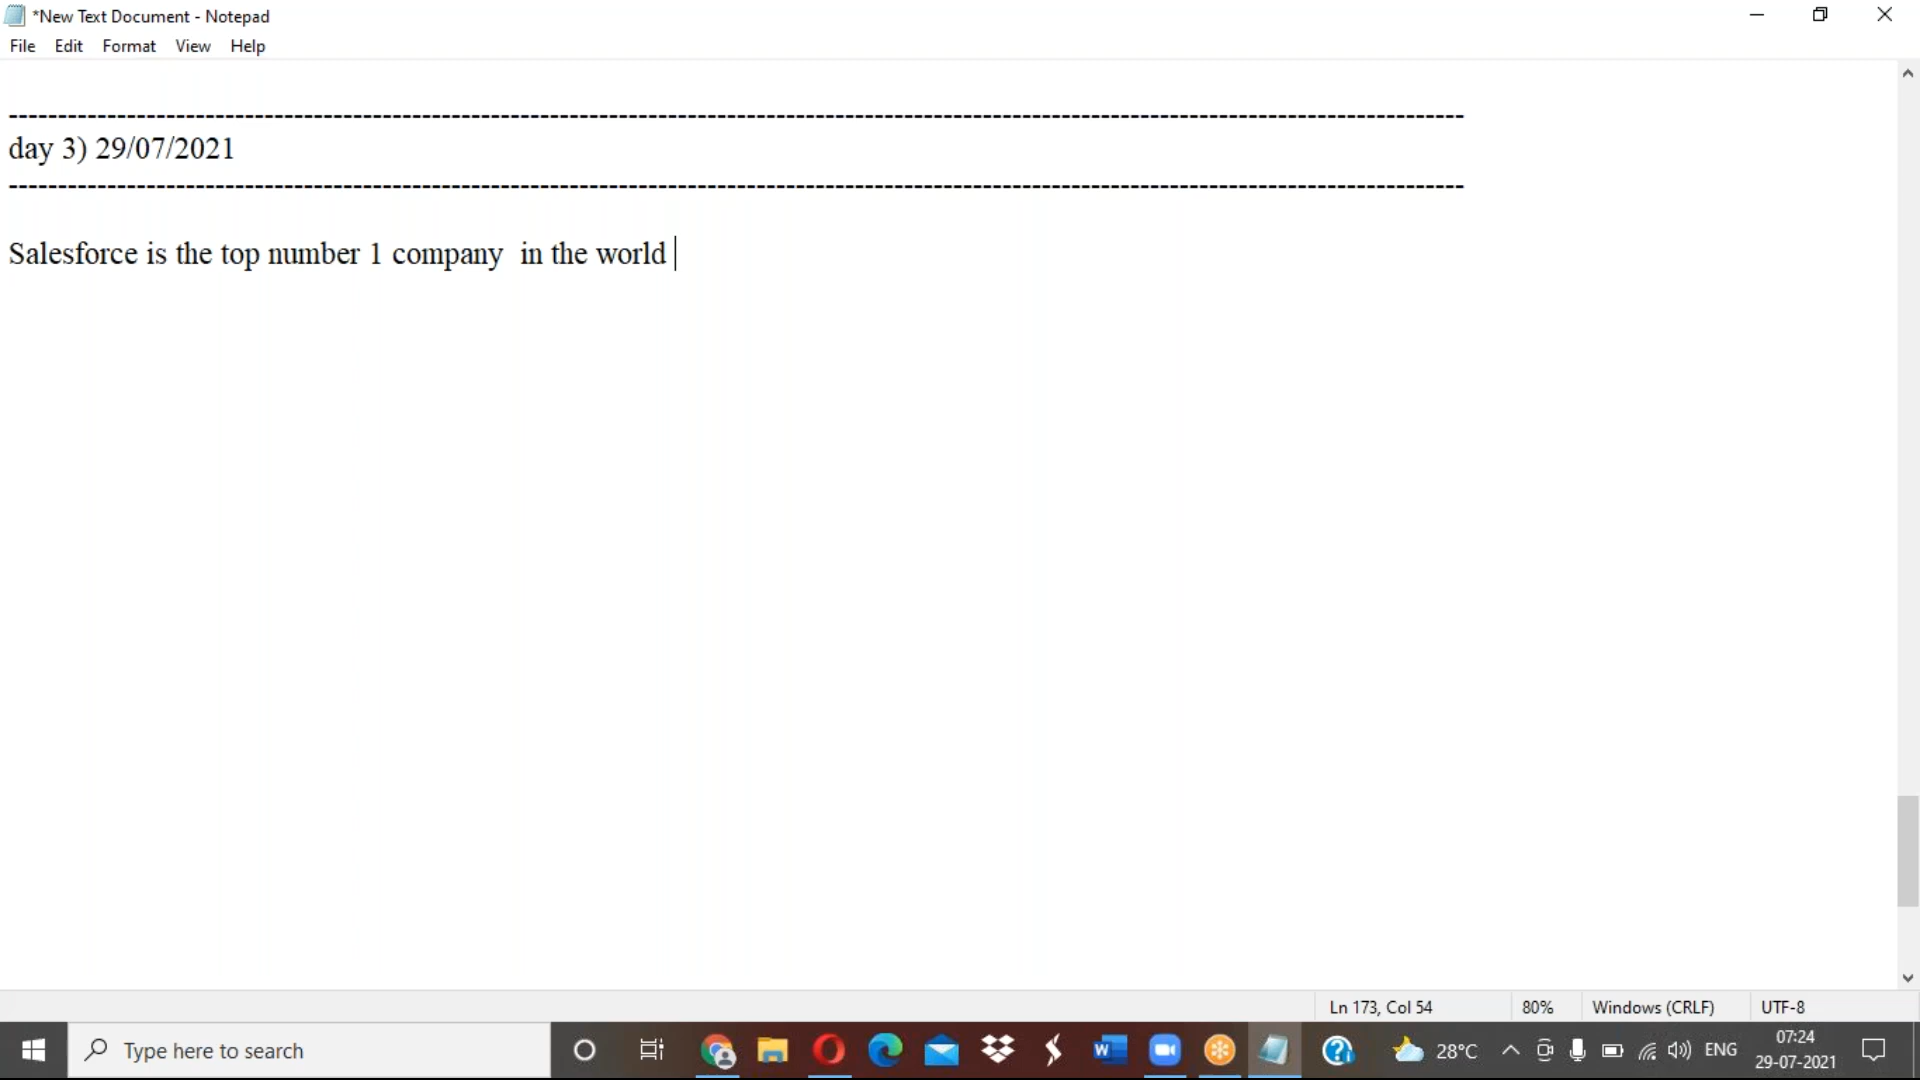 *New Text Document - Notepad
File Edit Format View Help
--------------------------------------------------------------------------------------------------------------------------------------------------
day 3) 29/07/2021
--------------------------------------------------------------------------------------------------------------------------------------------------
Salesforce is the top number 1 company  in the world
Ln 173, Col 54 80% Windows (CRLF) UTF-8
Type here to search 28°C ENG 07:24
29-07-2021